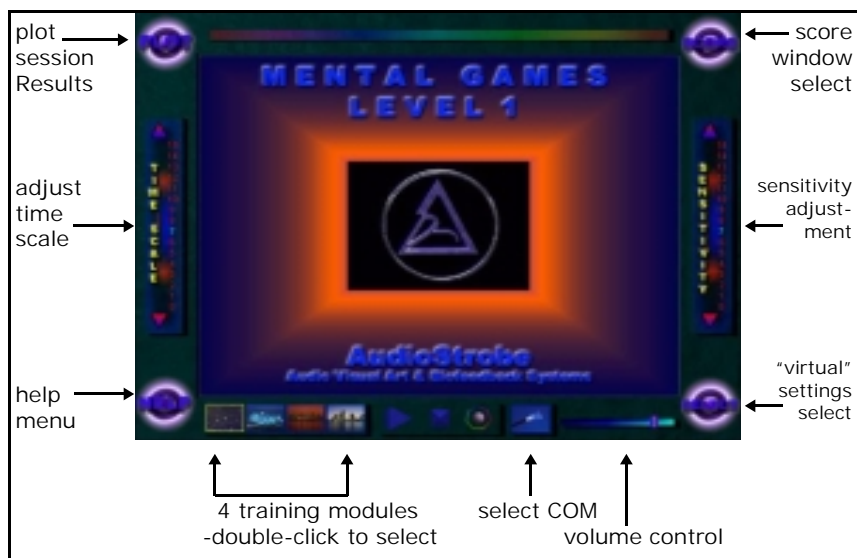 plot
session
Results
score
window
select
MENTAL GAMES
LEVEL 1
adjust
time
scale
TIME SCALE
SENSITIVITY
sensitivity
adjust-
ment
AudioStrobe
Audio Visual Art & Biofeedback Systems
help
menu
"virtual"
settings
select
4 training modules
-double-click to select
select COM
volume control